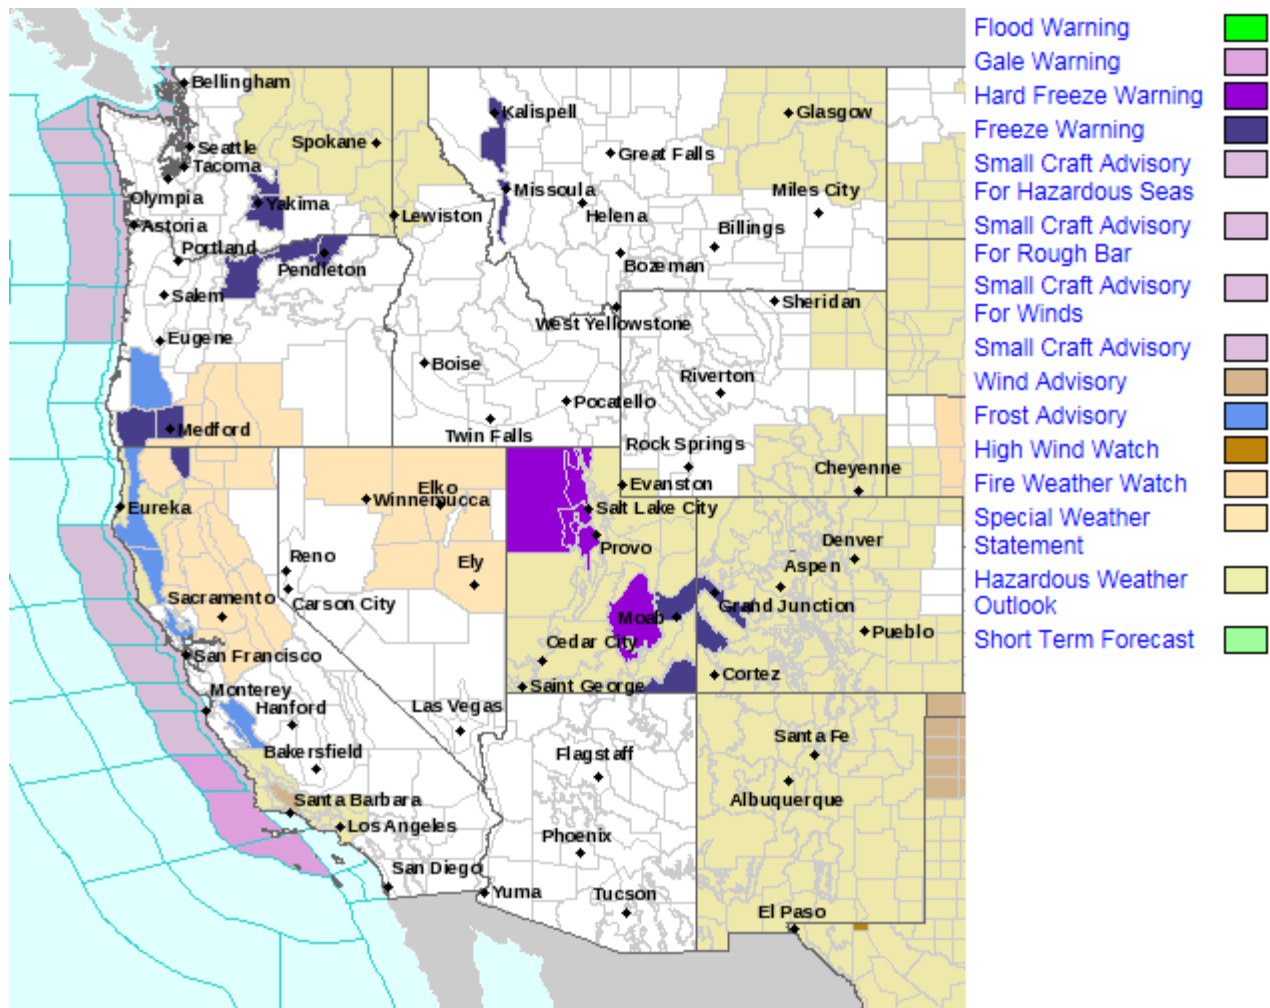 Bellingham
Kalispell
Glasgow
Seattle
Spokane
Great Falls
Tacoma
Olympia
Yakima
Missoula
Miles City
Astoria
Lewiston
Helena
Billings
Portland
Pendleton
Bozeman
Salem
Sheridan
West Yellowstone
Eugene
Boise
Riverton
Pocatello
Medford
Twin Falls
Rock Springs
Cheyenne
Elko
Evanston
Winnemucca
Eureka
Salt Lake City
Provo
Denver
Reno
Ely
Aspen
Sacramento
Carson City
Grand Junction
Moab
Pueblo
Cedar City
San Francisco
Cortez
Saint George
Monterey
Hanford
Las Vegas
Santa Fe
Bakersfield
Flagstaff
Santa Barbara
Albuquerque
Los Angeles
Phoenix
San Diego
Yuma
Tucson
El Paso
Flood Warning
Gale Warning
Hard Freeze Warning
Freeze Warning
Small Craft Advisory
For Hazardous Seas
Small Craft Advisory
For Rough Bar
Small Craft Advisory
For Winds
Small Craft Advisory
Wind Advisory
Frost Advisory
High Wind Watch
Fire Weather Watch
Special Weather
Statement
Hazardous Weather
Outlook
Short Term Forecast